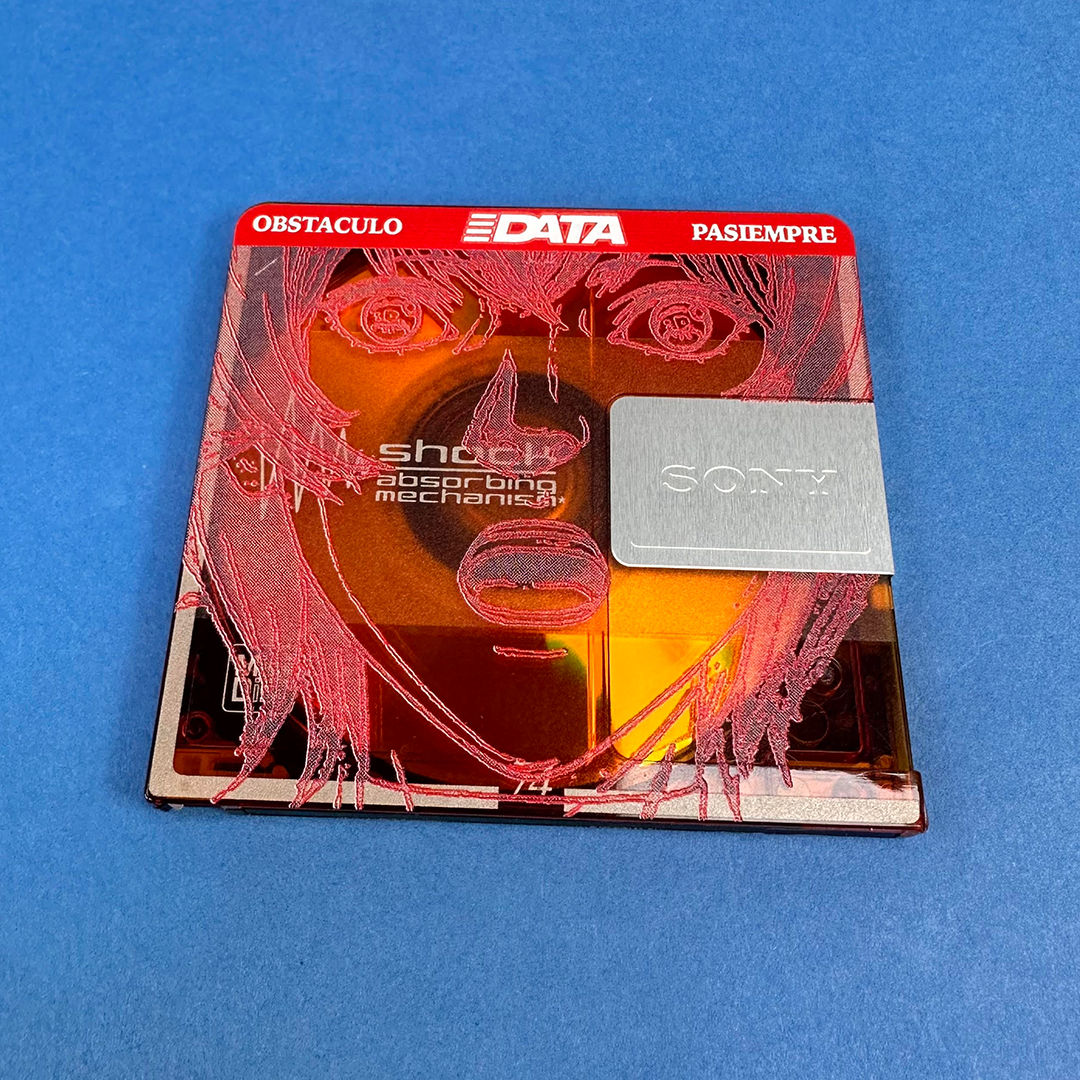 OBSTACULO
DATA
PASIEMPRE
shock
absorbing
mechanism*
SONY
74